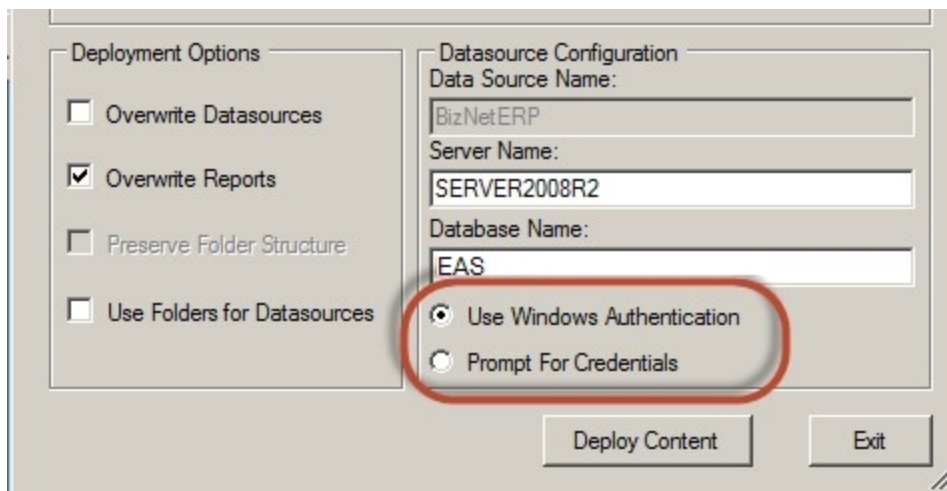 Deployment Options
Overwrite Datasources
Overwrite Reports
Preserve Folder Structure
Use Folders for Datasources
Datasource Configuration
Data Source Name:
BizNetERP
Server Name:
SERVER2008R2
Database Name:
EAS
Use Windows Authentication
Prompt For Credentials
Deploy Content
Exit